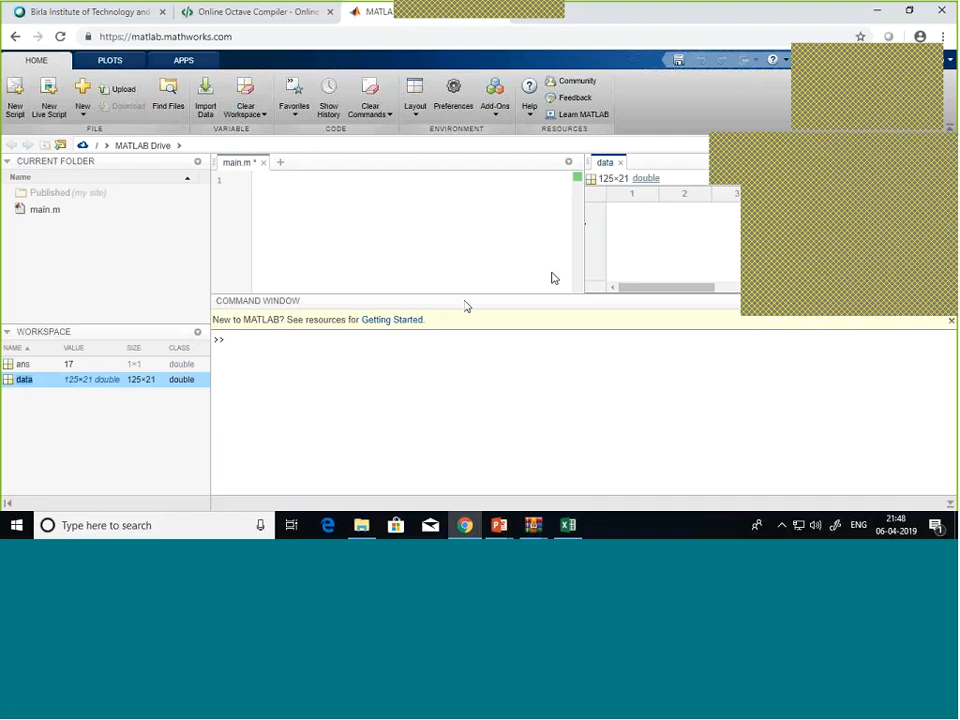 Birla Institute of Technology and
Online Octave Compiler - Online
MATLA
https://matlab.mathworks.com
HOME
PLOTS
APPS
New Script
New Live Script
New
Upload
Download
Find Files
Import Data
Clear Workspace
Favorites
Show History
Clear Commands
Layout
Preferences
Add-Ons
Help
Community
Feedback
Learn MATLAB
FILE
VARIABLE
CODE
ENVIRONMENT
RESOURCES
/ MATLAB Drive
CURRENT FOLDER
Name
Published (my site)
main.m
main.m *
1
data
125×21 double
1 2 3
COMMAND WINDOW
New to MATLAB? See resources for Getting Started.
>>
WORKSPACE
NAME VALUE SIZE CLASS
ans 17 1×1 double
data 125×21 double 125×21 double
Type here to search
ENG
21:48
06-04-2019
1